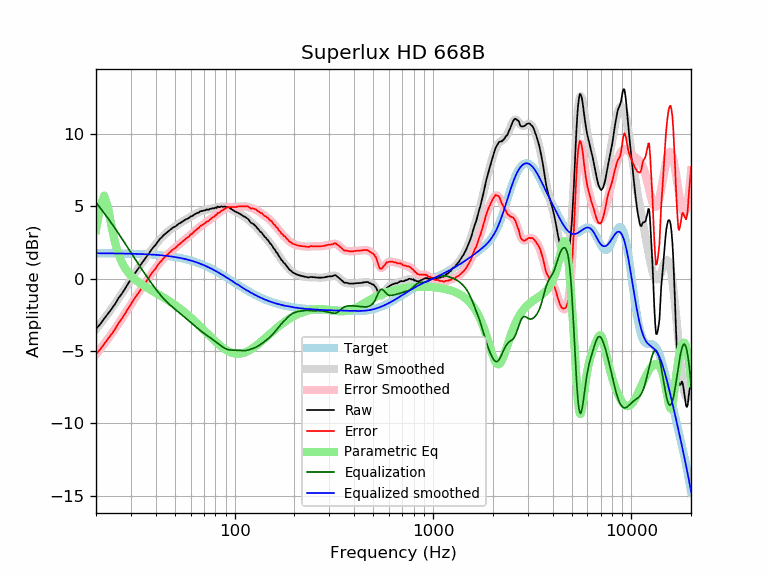 Superlux HD 668B
Amplitude (dBr)
10
5
0
−5
−10
−15
Target
Raw Smoothed
Error Smoothed
Raw
Error
Parametric Eq
Equalization
Equalized smoothed
100
1000
10000
Frequency (Hz)